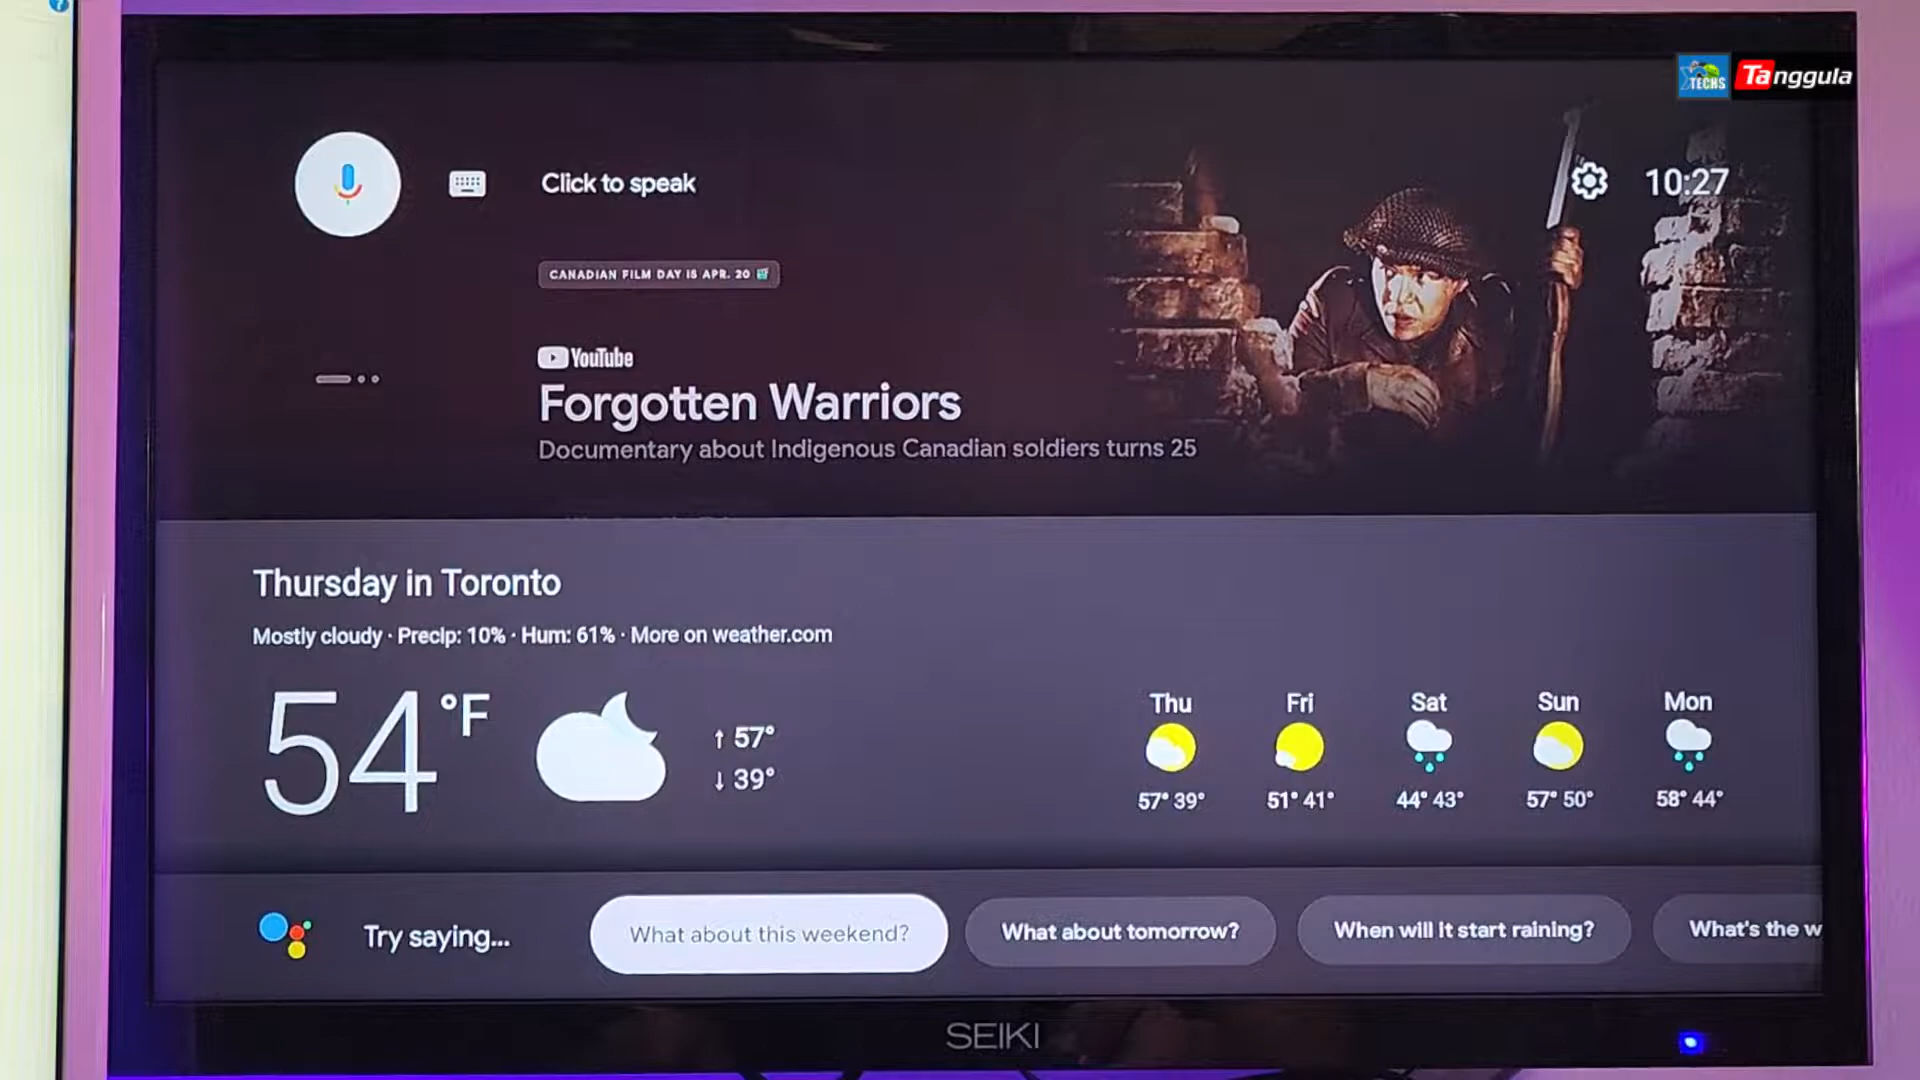 TECHS
Tanggula
Click to speak
10:27
CANADIAN FILM DAY IS APR. 20
YouTube
Forgotten Warriors
Documentary about Indigenous Canadian soldiers turns 25
Thursday in Toronto
Mostly cloudy · Precip: 10% · Hum: 61% · More on weather.com
54 °F
↑ 57°
↓ 39°
Thu Fri Sat Sun Mon
57° 39° 51° 41° 44° 43° 57° 50° 58° 44°
Try saying...
What about this weekend?
What about tomorrow?
When will it start raining?
What's the w
SEIKI